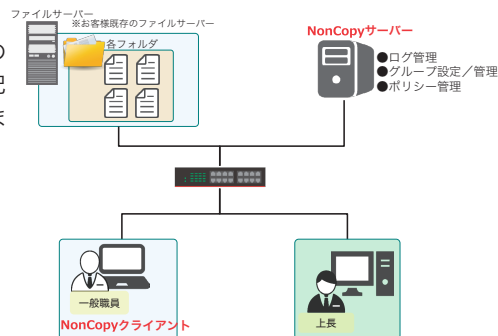 ファイルサーバー
※お客様既存のファイルサーバー
各フォルダ
の
ま
NonCopyサーバー
●ログ管理
●グループ設定／管理
●ポリシー管理
一般職員
NonCopyクライアント
上長